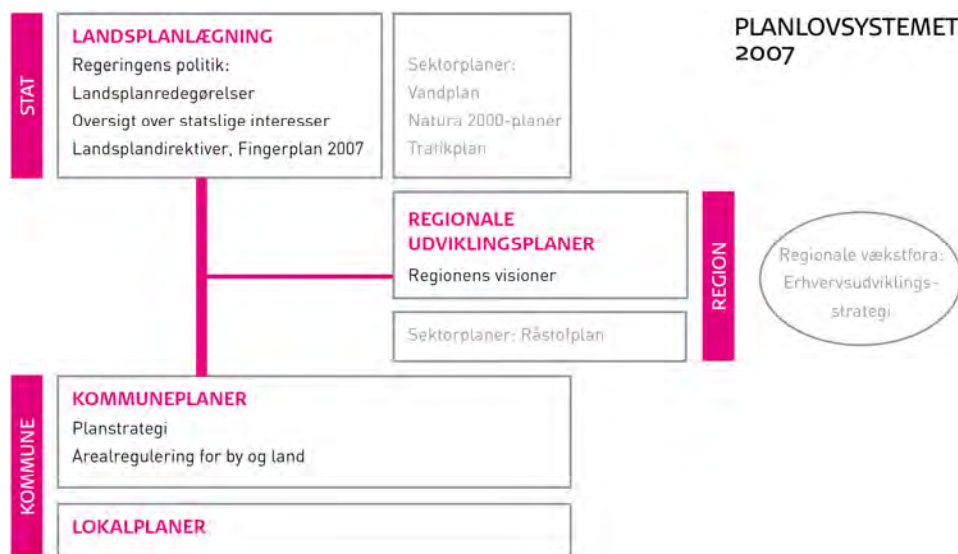 PLANLOVSYSTEMET
2007
STAT
LANDSPLANLÆGNING
Regeringens politik:
Landsplanredegørelser
Oversigt over statslige interesser
Landsplandirektiver, Fingerplan 2007
Sektorplaner:
Vandplan
Natura 2000-planer
Trafikplan
REGIONALE
UDVIKLINGSPLANER
Regionens visioner
Sektorplaner: Råstofplan
REGION
Regionale vækstfora:
Erhvervsudviklings-
strategi
KOMMUNE
KOMMUNEPLANER
Planstrategi
Arealregulering for by og land
LOKALPLANER